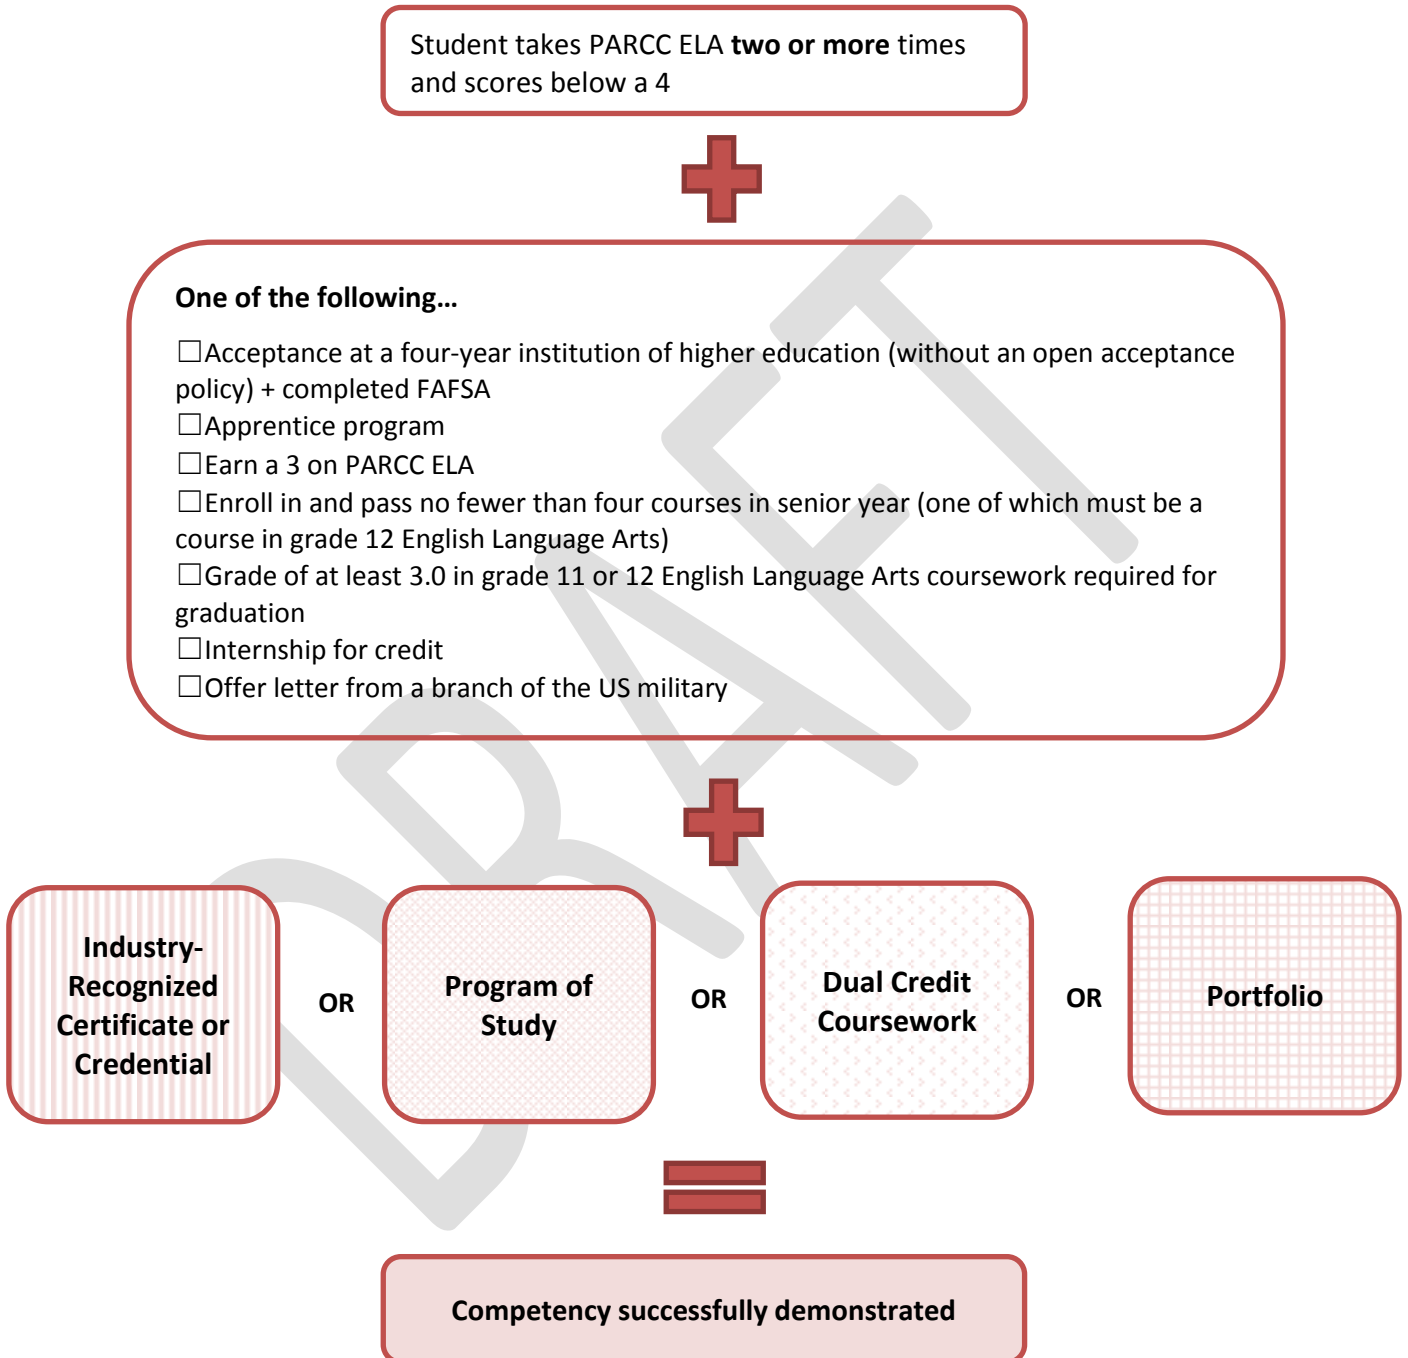 Student takes PARCC ELA two or more times
and scores below a 4
One of the following…
☐Acceptance at a four-year institution of higher education (without an open acceptance
policy) + completed FAFSA
☐Apprentice program
☐Earn a 3 on PARCC ELA
☐Enroll in and pass no fewer than four courses in senior year (one of which must be a
course in grade 12 English Language Arts)
☐Grade of at least 3.0 in grade 11 or 12 English Language Arts coursework required for
graduation
☐Internship for credit
☐Offer letter from a branch of the US military
DRAFT
Industry-
Recognized
Certificate or
Credential
OR
Program of
Study
OR
Dual Credit
Coursework
OR
Portfolio
Competency successfully demonstrated